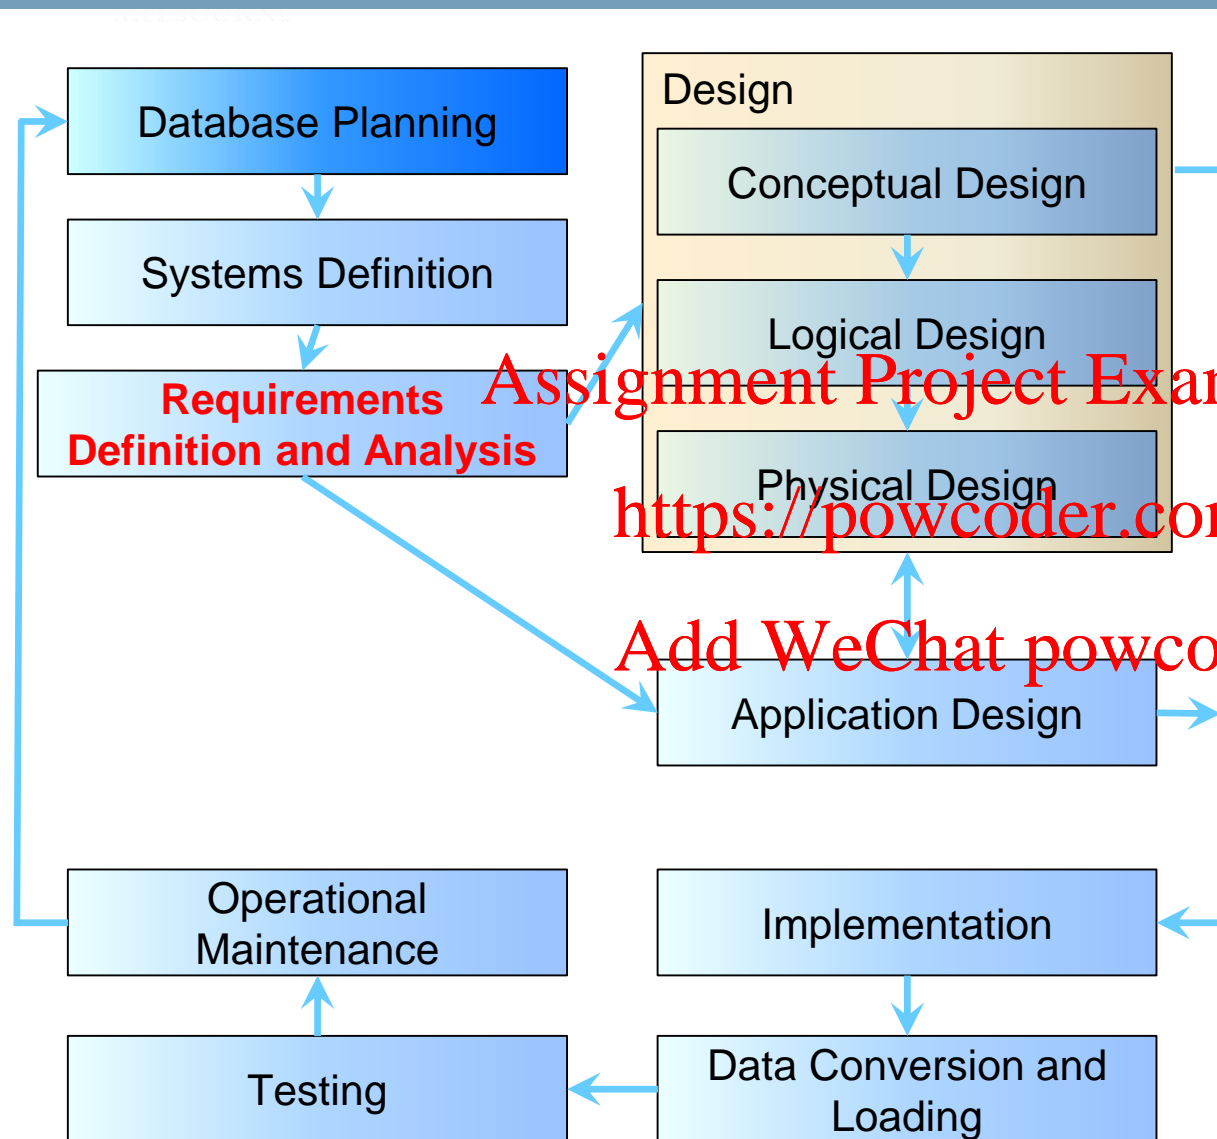 Database Planning
Systems Definition
Requirements
Definition and Analysis
Design
Conceptual Design
Logical Design
Physical Design
Assignment Project Exa
https://powcoder.co
Add WeChat powco
Application Design
Operational
Maintenance
Implementation
Testing
Data Conversion and
Loading